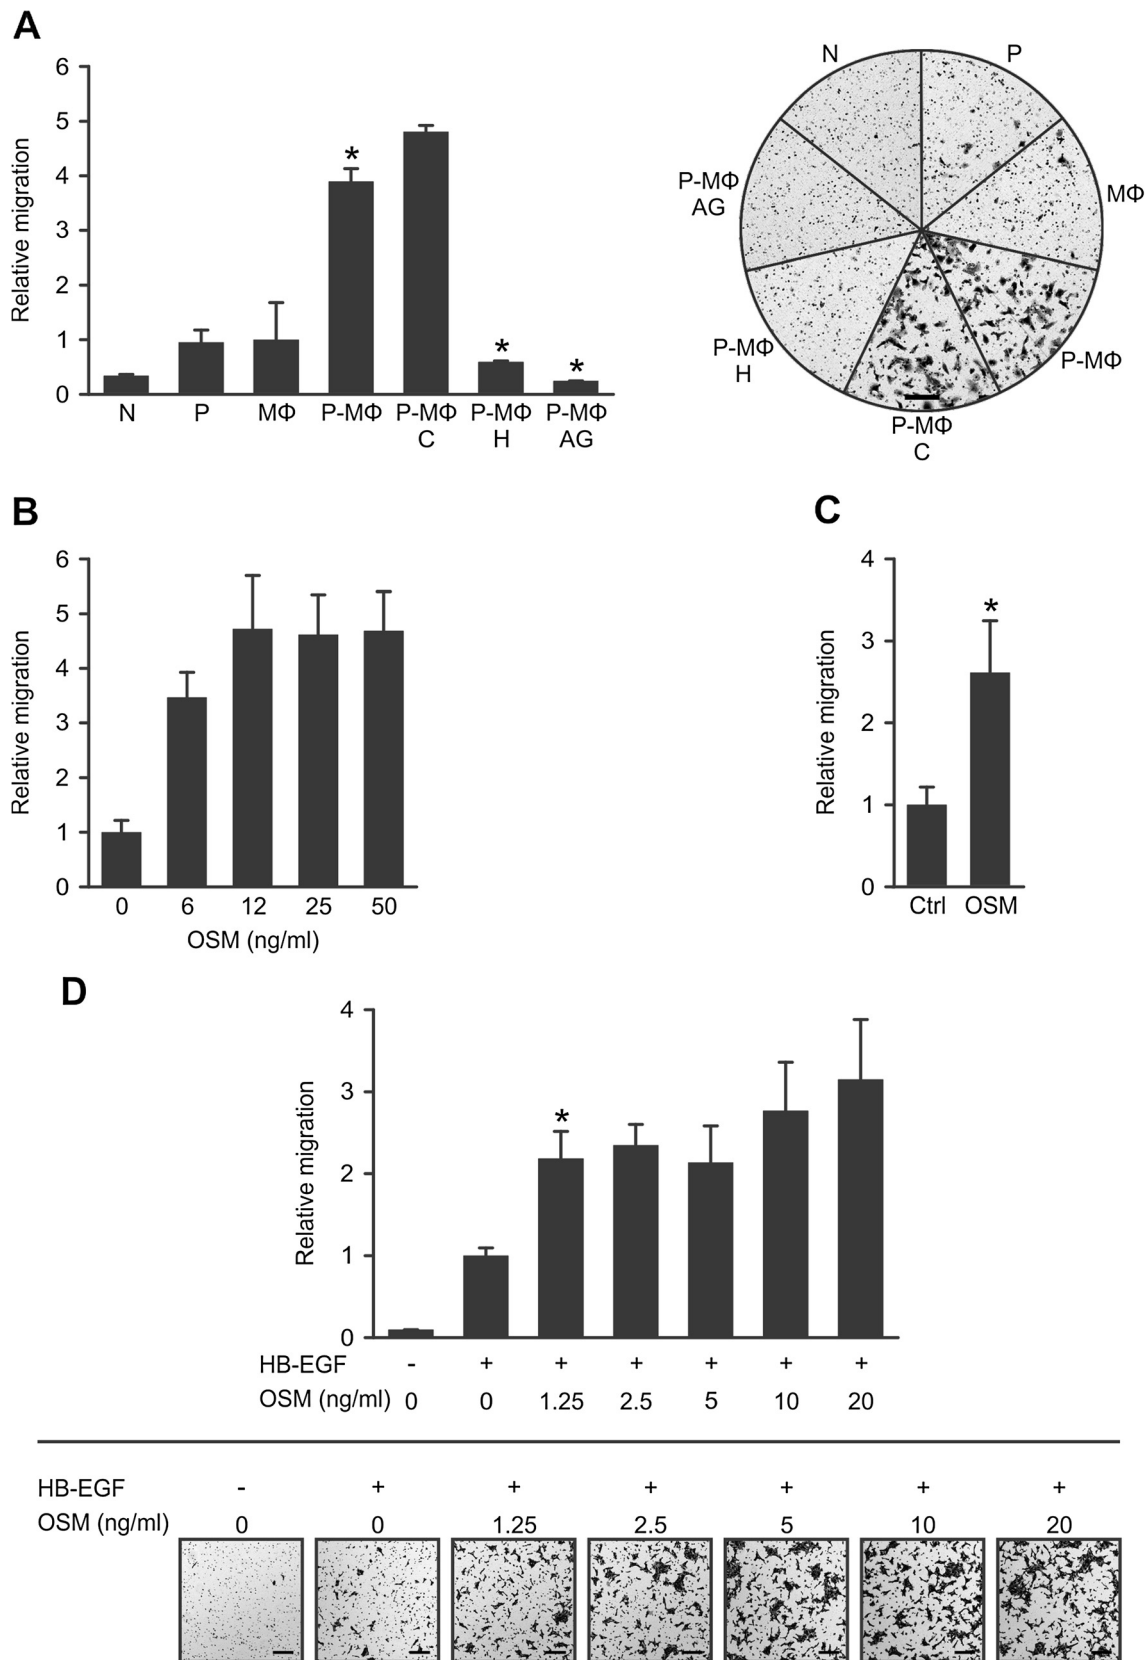 A
6
5
4
3
2
1
0
Relative migration
*
*
*
N P MΦ P-MΦ P-MΦ P-MΦ P-MΦ
C H AG
N
P
MΦ
P-MΦ
P-MΦ
C
P-MΦ
H
P-MΦ
AG
B
6
5
4
3
2
1
0
Relative migration
0 6 12 25 50
OSM (ng/ml)
C
4
3
2
1
0
Relative migration
*
Ctrl OSM
D
4
3
2
1
0
Relative migration
*
HB-EGF - + + + + + +
OSM (ng/ml) 0 0 1.25 2.5 5 10 20
HB-EGF - + + + + + +
OSM (ng/ml) 0 0 1.25 2.5 5 10 20